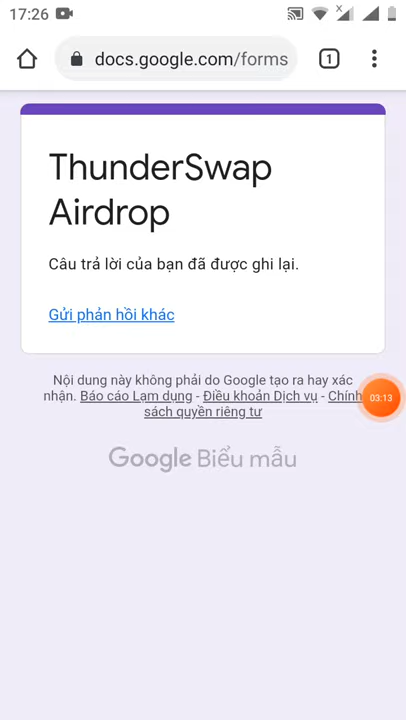 17:26
docs.google.com/forms
1
ThunderSwap
Airdrop
Câu trả lời của bạn đã được ghi lại.
Gửi phản hồi khác
Nội dung này không phải do Google tạo ra hay xác
nhận. Báo cáo Lạm dụng - Điều khoản Dịch vụ - Chính
sách quyền riêng tư
03:13
Google Biểu mẫu